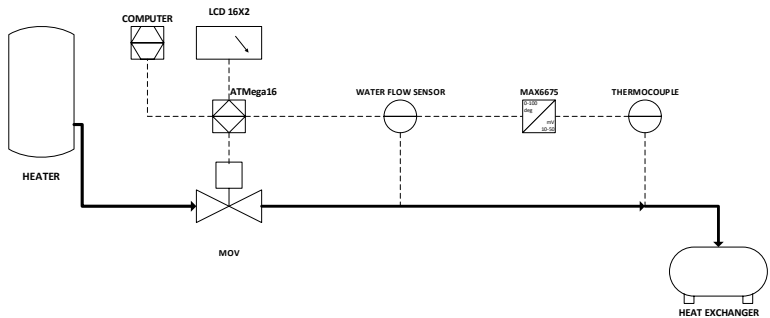 COMPUTER
LCD 16X2
ATMega16
WATER FLOW SENSOR
MAX6675
0-100
deg
mV
10-50
THERMOCOUPLE
HEATER
MOV
HEAT EXCHANGER